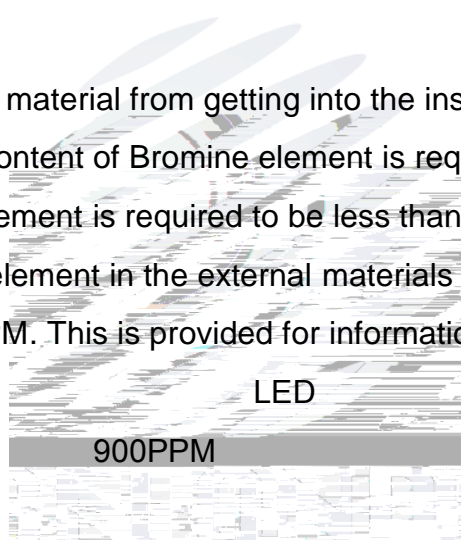 material from getting into the ins
ontent of Bromine element is req
ement is required to be less than
element in the external materials
M. This is provided for informatic
LED
900PPM